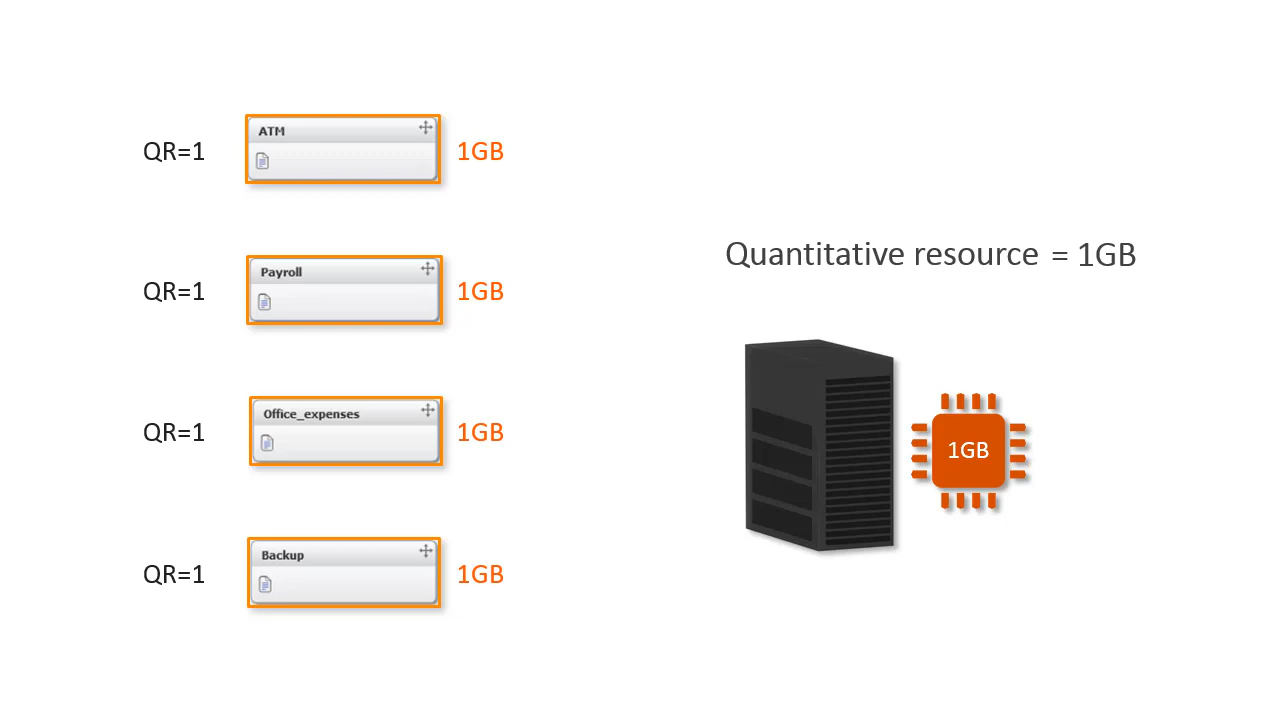 QR=1
ATM
1GB
QR=1
Payroll
1GB
QR=1
Office_expenses
1GB
QR=1
Backup
1GB
Quantitative resource = 1GB
1GB